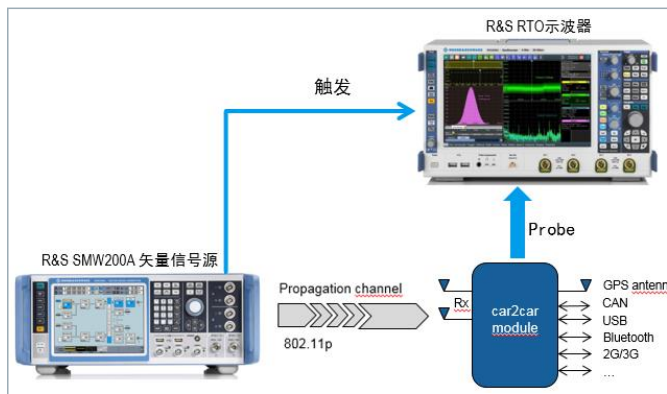 R&S RTO示波器
触发
R&S SMW200A 矢量信号源
Probe
Propagation channel
802.11p
Rx
car2car
module
GPS antenn
CAN
USB
Bluetooth
2G/3G
...